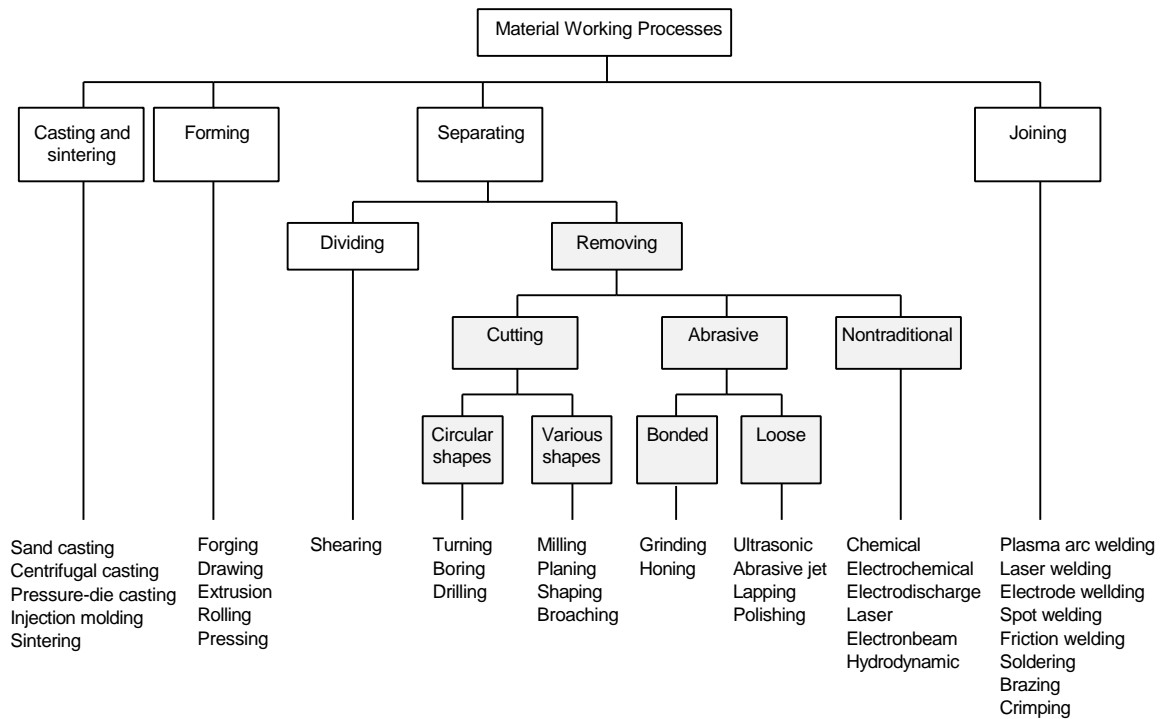 Material Working Processes
Casting and
sintering
Forming
Separating
Joining
Dividing
Removing
Cutting
Abrasive
Nontraditional
Circular
shapes
Various
shapes
Bonded
Loose
Sand casting
Centrifugal casting
Pressure-die casting
Injection molding
Sintering
Forging
Drawing
Extrusion
Rolling
Pressing
Shearing
Turning
Boring
Drilling
Milling
Planing
Shaping
Broaching
Grinding
Honing
Ultrasonic
Abrasive jet
Lapping
Polishing
Chemical
Electrochemical
Electrodischarge
Laser
Electronbeam
Hydrodynamic
Plasma arc welding
Laser welding
Electrode wellding
Spot welding
Friction welding
Soldering
Brazing
Crimping